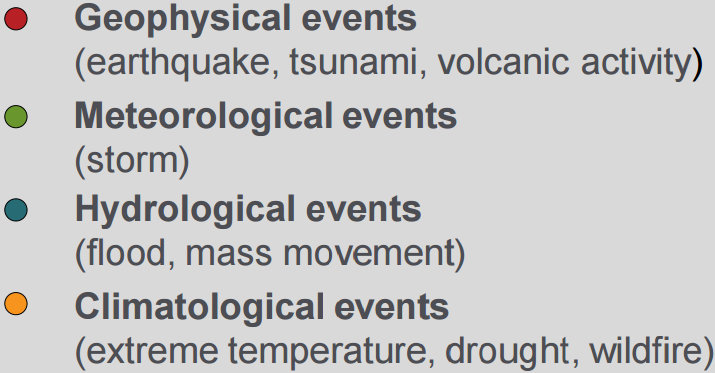 Geophysical events
(earthquake, tsunami, volcanic activity)
Meteorological events
(storm)
Hydrological events
(flood, mass movement)
Climatological events
(extreme temperature, drought, wildfire)